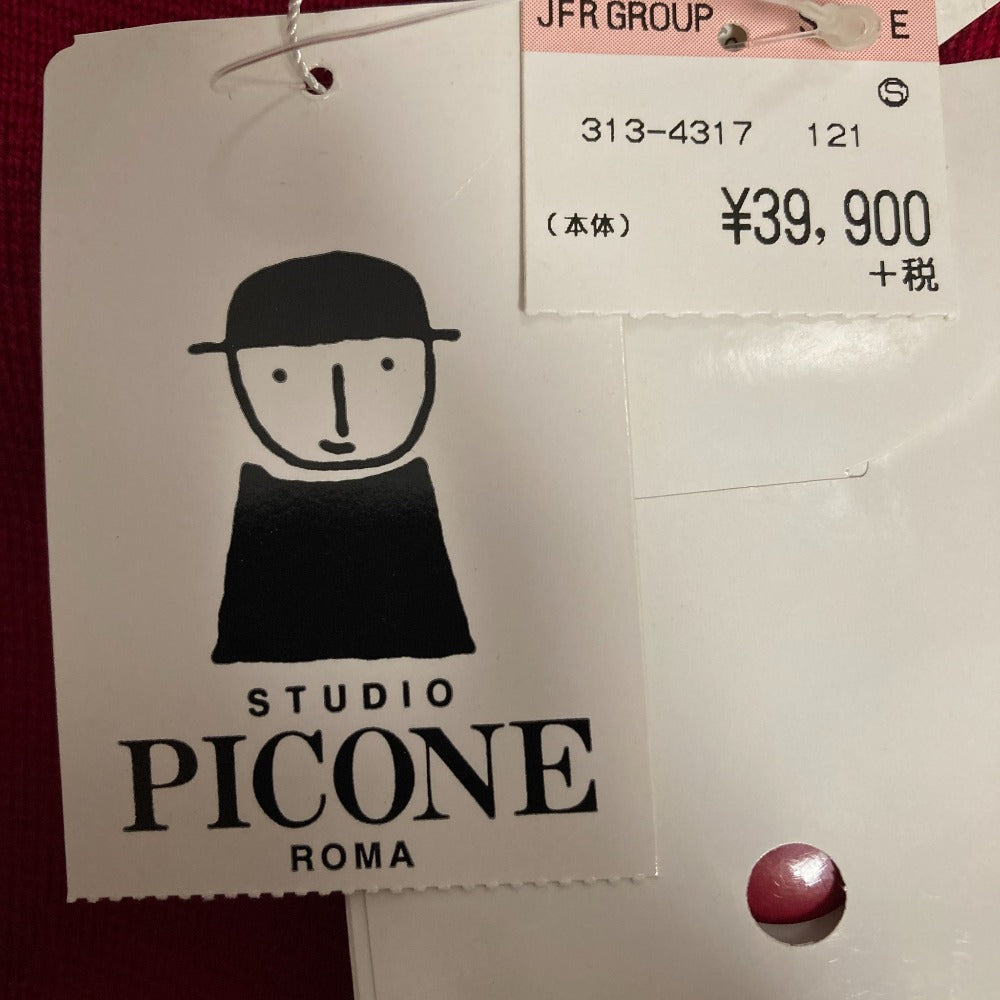 JFR GROUP
S E
Ⓢ
313-4317 121
(本体) ¥39,900
+税
STUDIO
PICONE
ROMA